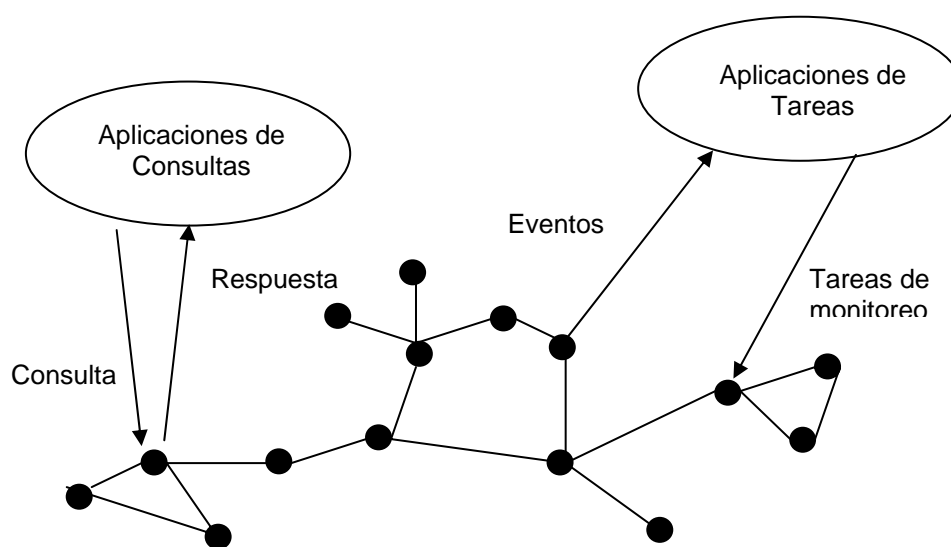 Aplicaciones de
Tareas
Aplicaciones de
Consultas
Eventos
Respuesta
Tareas de
monitoreo
Consulta